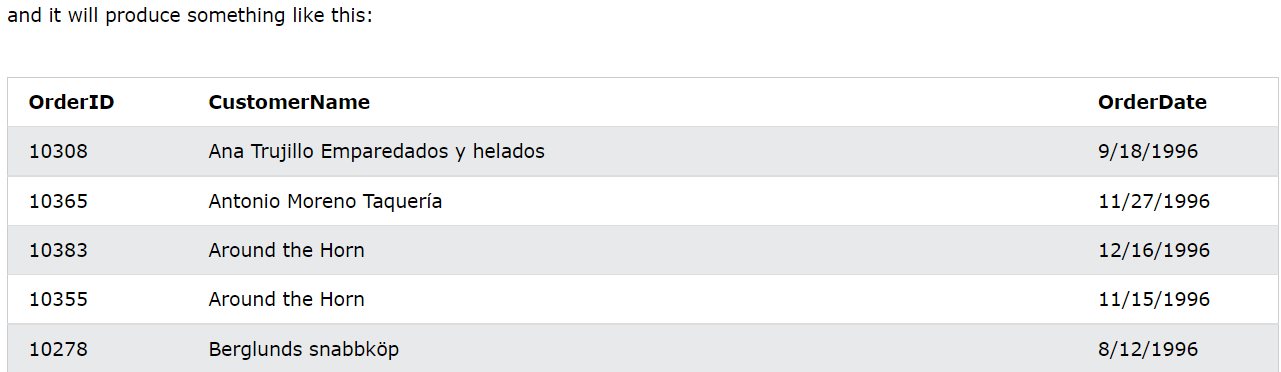 and it will produce something like this:
OrderID CustomerName OrderDate
10308 Ana Trujillo Emparedados y helados 9/18/1996
10365 Antonio Moreno Taquería 11/27/1996
10383 Around the Horn 12/16/1996
10355 Around the Horn 11/15/1996
10278 Berglunds snabbköp 8/12/1996